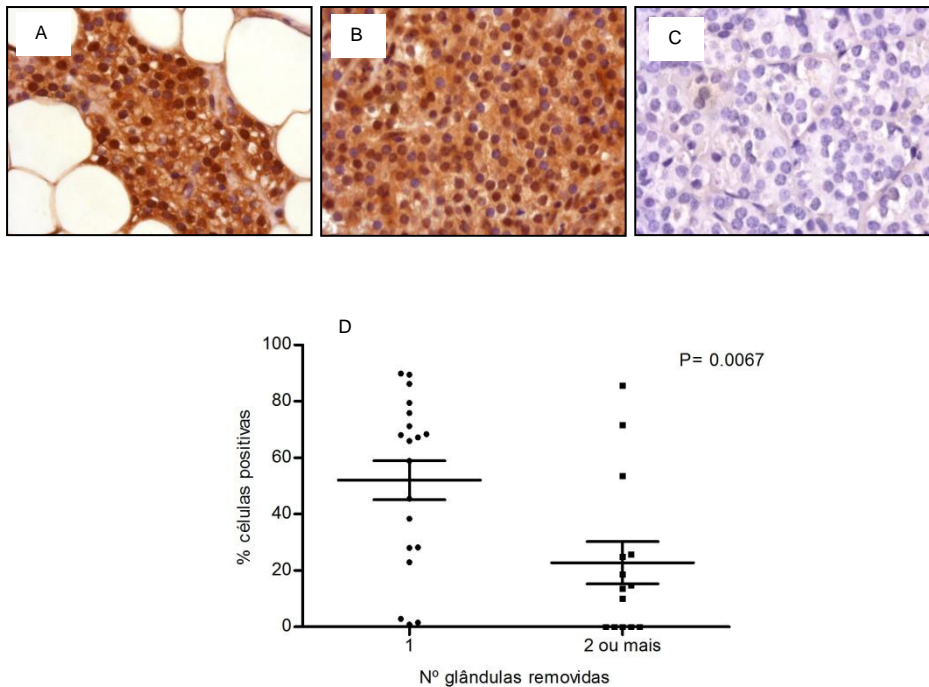 A
B
C
D
P= 0.0067
100
80
60
40
20
0
% células positivas
1
2 ou mais
Nº glândulas removidas